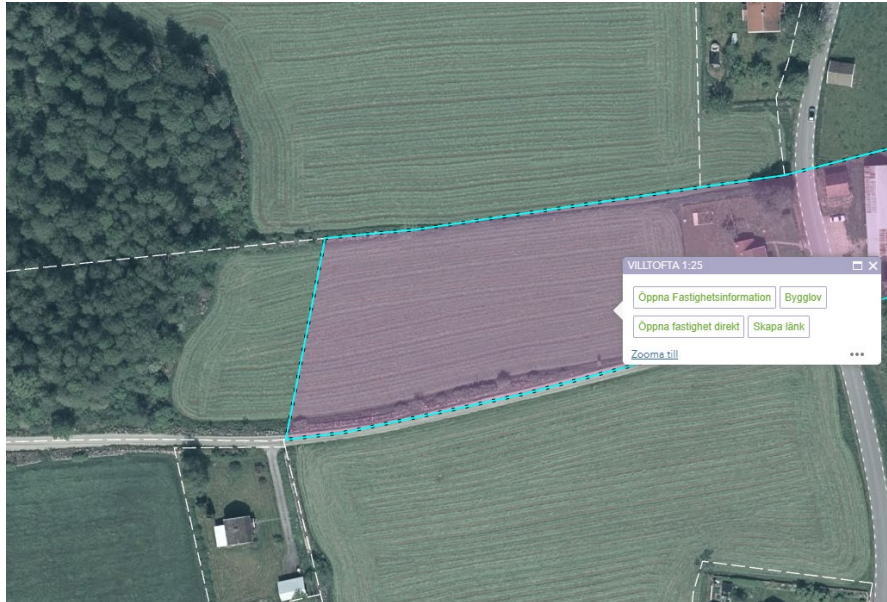 VILLTOFTA 1:25
Öppna Fastighetsinformation Bygglov
Öppna fastighet direkt Skapa länk
Zooma till